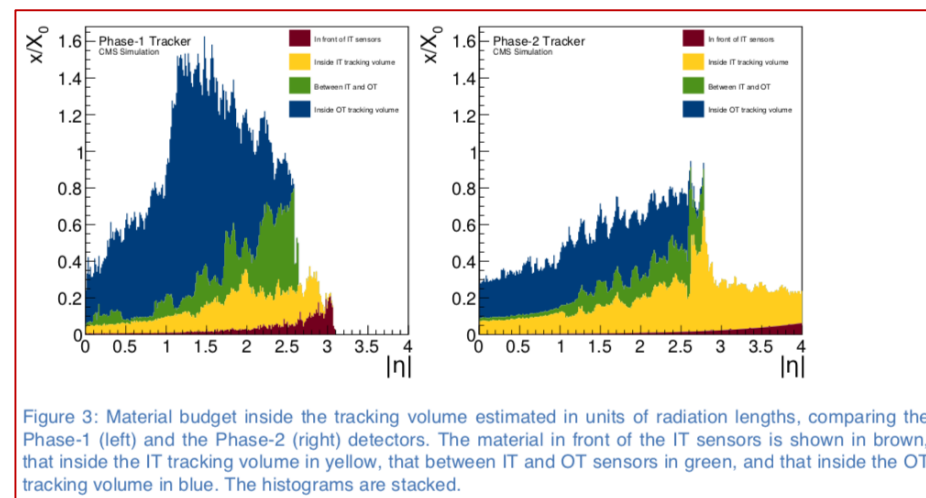 x/X0
1.6
1.4
1.2
1
0.8
0.6
0.4
0.2
0
Phase-1 Tracker
CMS Simulation
In front of IT sensors
Inside IT tracking volume
Between IT and OT
Inside OT tracking volume
0 0.5 1 1.5 2 2.5 3 3.5 4
|η|
x/X0
1.6
1.4
1.2
1
0.8
0.6
0.4
0.2
0
Phase-2 Tracker
CMS Simulation
In front of IT sensors
Inside IT tracking volume
Between IT and OT
Inside OT tracking volume
0 0.5 1 1.5 2 2.5 3 3.5 4
|η|
Figure 3: Material budget inside the tracking volume estimated in units of radiation lengths, comparing the
Phase-1 (left) and the Phase-2 (right) detectors. The material in front of the IT sensors is shown in brown,
that inside the IT tracking volume in yellow, that between IT and OT sensors in green, and that inside the OT
tracking volume in blue. The histograms are stacked.